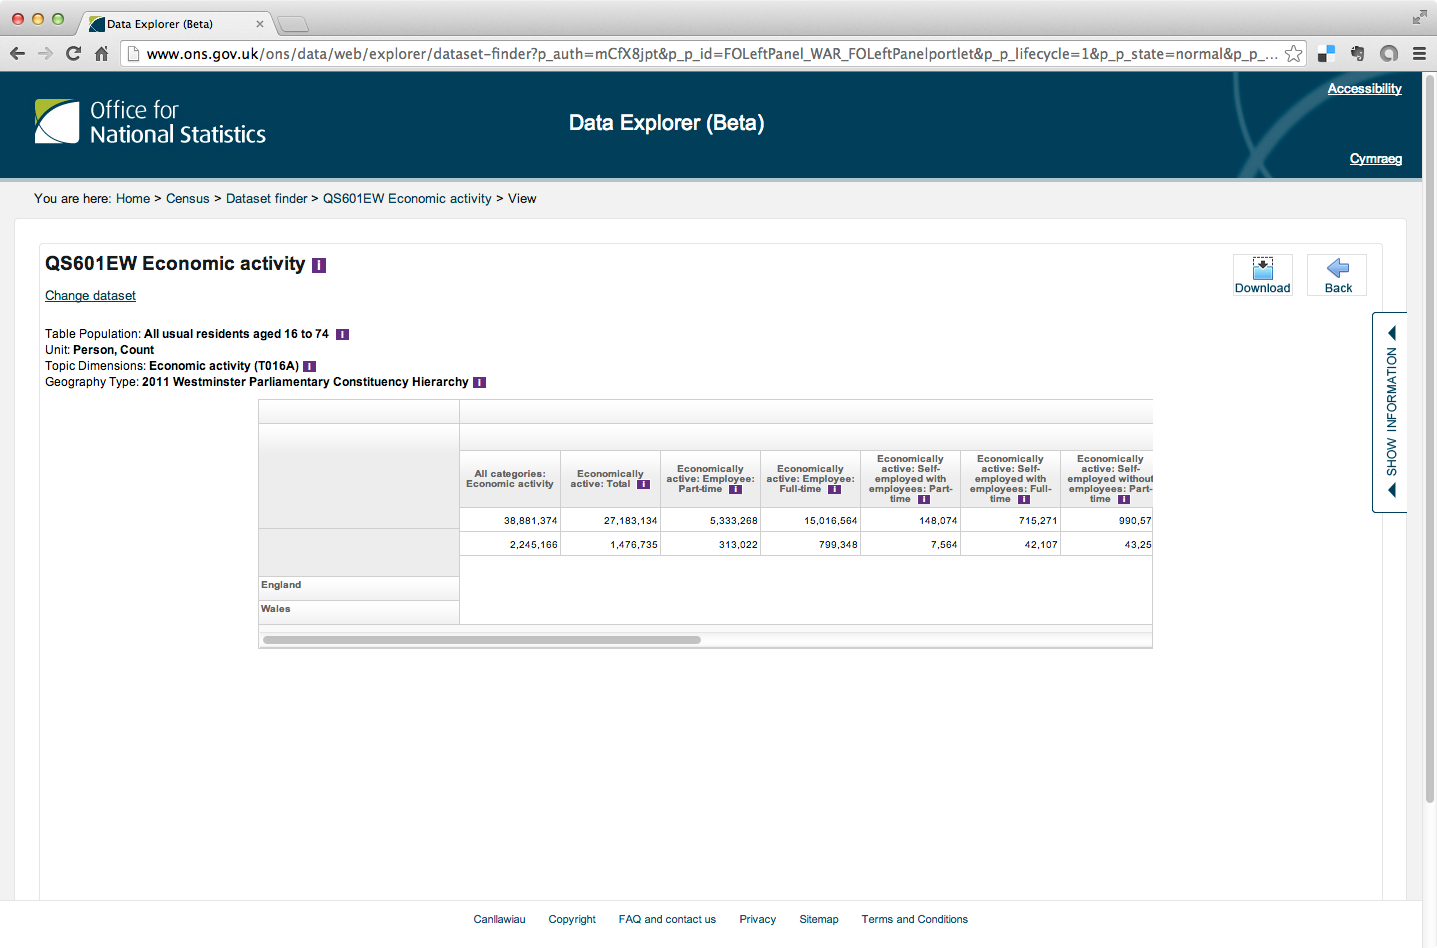 Data Explorer (Beta)
www.ons.gov.uk/ons/data/web/explorer/dataset-finder?p_auth=mCfX8jpt&p_p_id=FOLeftPanel_WAR_FOLeftPanelportlet&p_p_lifecycle=1&p_p_state=normal&p_p_...
Accessibility
Office for
National Statistics
Data Explorer (Beta)
Cymraeg
You are here: Home > Census > Dataset finder > QS601EW Economic activity > View
QS601EW Economic activity i
Download
Back
Change dataset
Table Population: All usual residents aged 16 to 74 i
Unit: Person, Count
Topic Dimensions: Economic activity (T016A) i
Geography Type: 2011 Westminster Parliamentary Constituency Hierarchy i
SHOW INFORMATION
All categories:
Economic activity
Economically
active: Total i
Economically
active: Employee:
Part-time i
Economically
active: Employee:
Full-time i
Economically
active: Self-
employed with
employees: Part-
time i
Economically
active: Self-
employed with
employees: Full-
time i
Economically
active: Self-
employed without
employees: Part-
time i
38,881,374 27,183,134 5,333,268 15,016,564 148,074 715,271 990,57
2,245,166 1,476,735 313,022 799,348 7,564 42,107 43,25
England
Wales
Canllawiau Copyright FAQ and contact us Privacy Sitemap Terms and Conditions